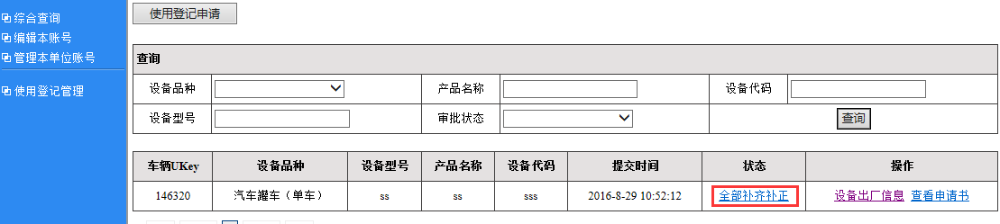 综合查询
编辑本账号
管理本单位账号
使用登记管理
使用登记申请
查询
设备品种 产品名称 设备代码
设备型号 审批状态 查询
车辆UKey 设备品种 设备型号 产品名称 设备代码 提交时间 状态 操作
146320 汽车罐车（单车） ss ss sss 2016-8-29 10:52:12 全部补齐补正 设备出厂信息 查看申请书